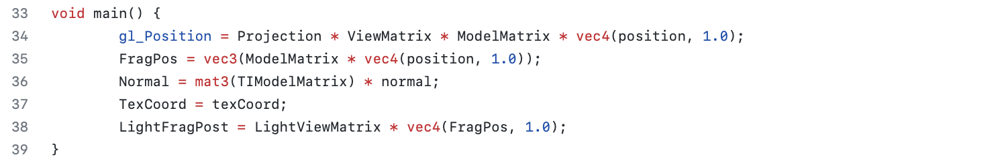 33 void main() {
34 gl_Position = Projection * ViewMatrix * ModelMatrix * vec4(position, 1.0);
35 FragPos = vec3(ModelMatrix * vec4(position, 1.0));
36 Normal = mat3(TIModelMatrix) * normal;
37 TexCoord = texCoord;
38 LightFragPost = LightViewMatrix * vec4(FragPos, 1.0);
39 }